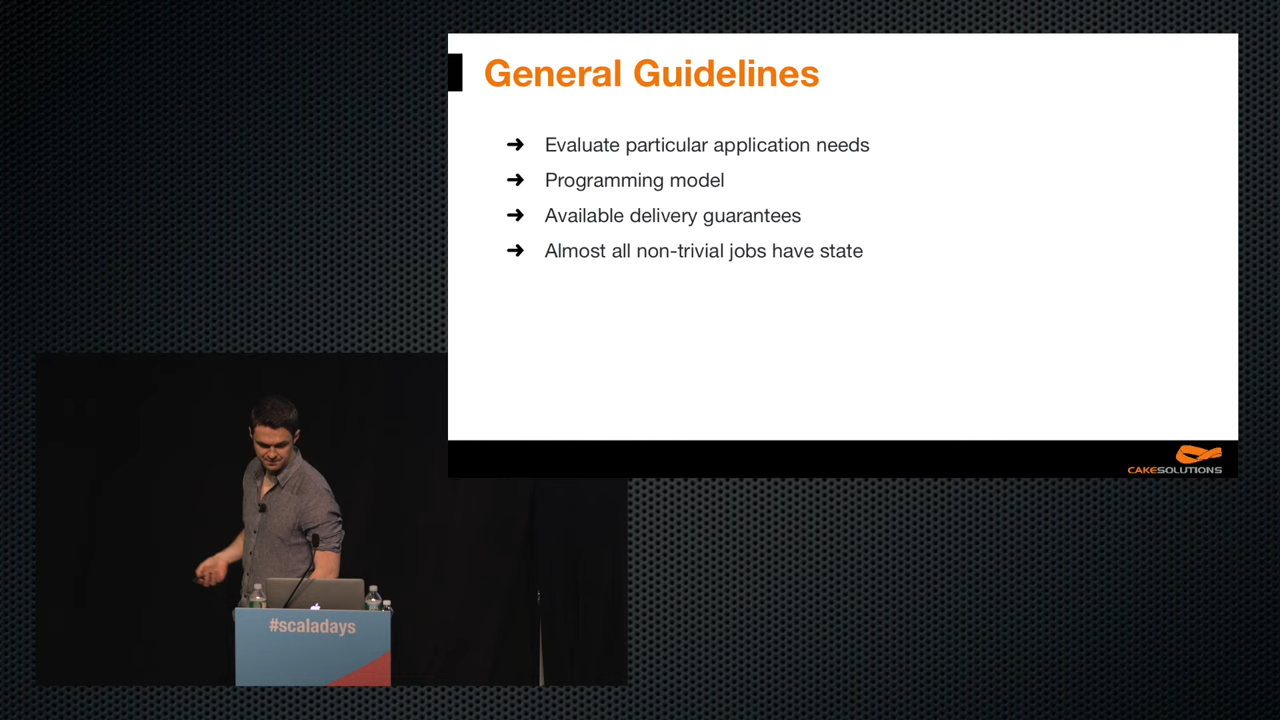 General Guidelines
➜ Evaluate particular application needs
➜ Programming model
➜ Available delivery guarantees
➜ Almost all non-trivial jobs have state
CAKESOLUTIONS
#scaladays